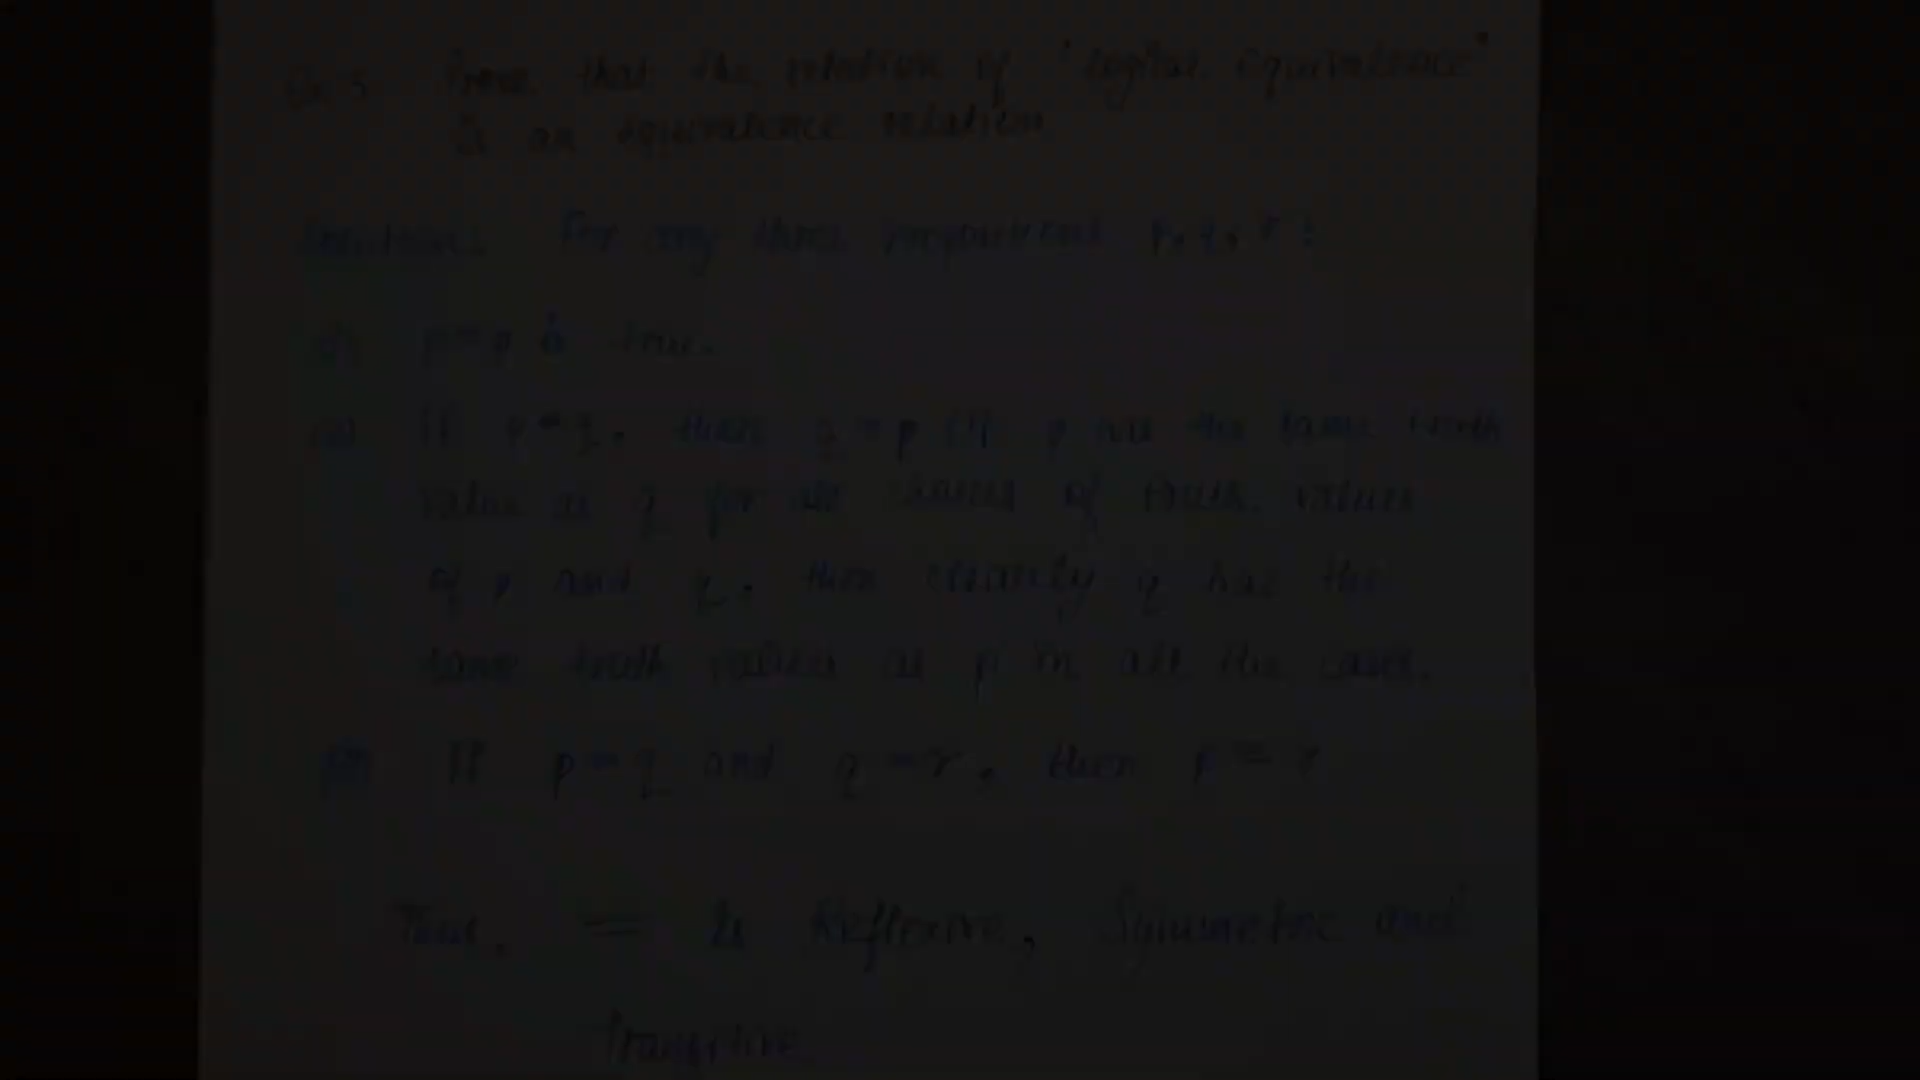 Ex 5. Prove that the relation of "logical equivalence"
is an equivalence relation
Solution: For any three propositions p, q, r:
(i) p ≡ p is true.
(ii) If p ≡ q, then q ≡ p (If p has the same truth
value as q for all choices of truth values
of p and q, then clearly q has the
same truth values as p in all the cases.
(iii) If p ≡ q and q ≡ r, then p ≡ r
Thus, ≡ is Reflexive, Symmetric and
Transitive